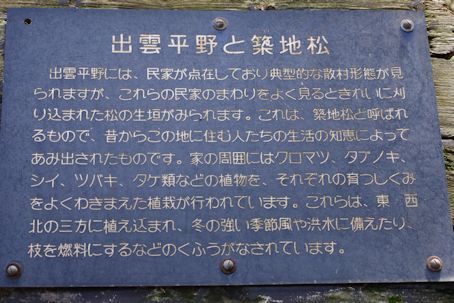 出雲平野と築地松
出雲平野には、民家が点在しており典型的な散村形態が見
られますが、これらの民家のまわりをよく見るときれいに刈
り込まれた松の生垣がみられます。これは、築地松と呼ばれ
るもので、昔からこの地に住む人たちの生活の知恵によって
あみ出されたものです。家の周囲にはクロマツ、タブノキ、
シイ、ツバキ、タケ類などの植物を、それぞれの育つしくみ
をよくわきまえた植栽が行われています。これらは、東 西
北の三方に植え込まれ、冬の強い季節風や洪水に備えたり、
枝を燃料にするなどのくふうがなされています。